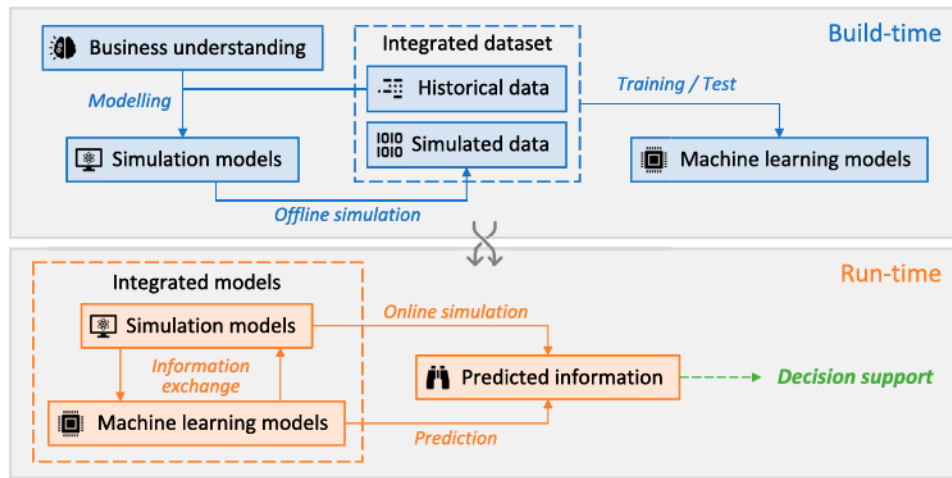 Build-time
Business understanding
Integrated dataset
Historical data
Modelling
Training / Test
1010
1010
Simulated data
Simulation models
Machine learning models
Offline simulation
Run-time
Integrated models
Simulation models
Online simulation
Information
exchange
Predicted information
Decision support
Machine learning models
Prediction